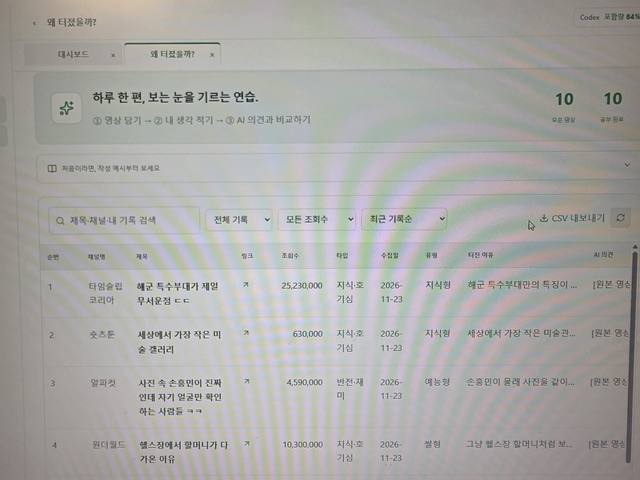 ‹ 왜 터졌을까?
Codex 포함량 84%
대시보드 × 왜 터졌을까? ×
하루 한 편, 보는 눈을 기르는 연습.
① 영상 담기 → ② 내 생각 적기 → ③ AI 의견과 비교하기
10 10
모은 영상 공부 완료
처음이라면, 작성 예시부터 보세요
제목·채널·내 기록 검색 전체 기록 모든 조회수 최근 기록순 CSV 내보내기
순번 채널명 제목 링크 조회수 타입 수집일 유형 터진 이유 AI 의견
1 타임슬립 해군 특수부대가 제일 ↗ 25,230,000 지식·호 2026- 지식형 해군 특수부대만의 특징이 ... [원본 영상
코리아 무서운점 ㄷㄷ 기심 11-23
2 숏츠툰 세상에서 가장 작은 미 ↗ 630,000 지식·호 2026- 지식형 세상에서 가장 작은 미술관... [원본 영상
술 갤러리 기심 11-23
3 알파컷 사진 속 손흥민이 진짜 ↗ 4,590,000 반전·재 2026- 예능형 손흥민이 몰래 사진을 같이... [원본 영상
인데 자기 얼굴만 확인 미 11-23
하는 사람들 ㅋㅋ
4 원더월드 헬스장에서 할머니가 다 ↗ 10,300,000 지식·호 2026- 썰형 그냥 헬스장 할머니처럼 보... [원본 영상
가온 이유 기심 11-23